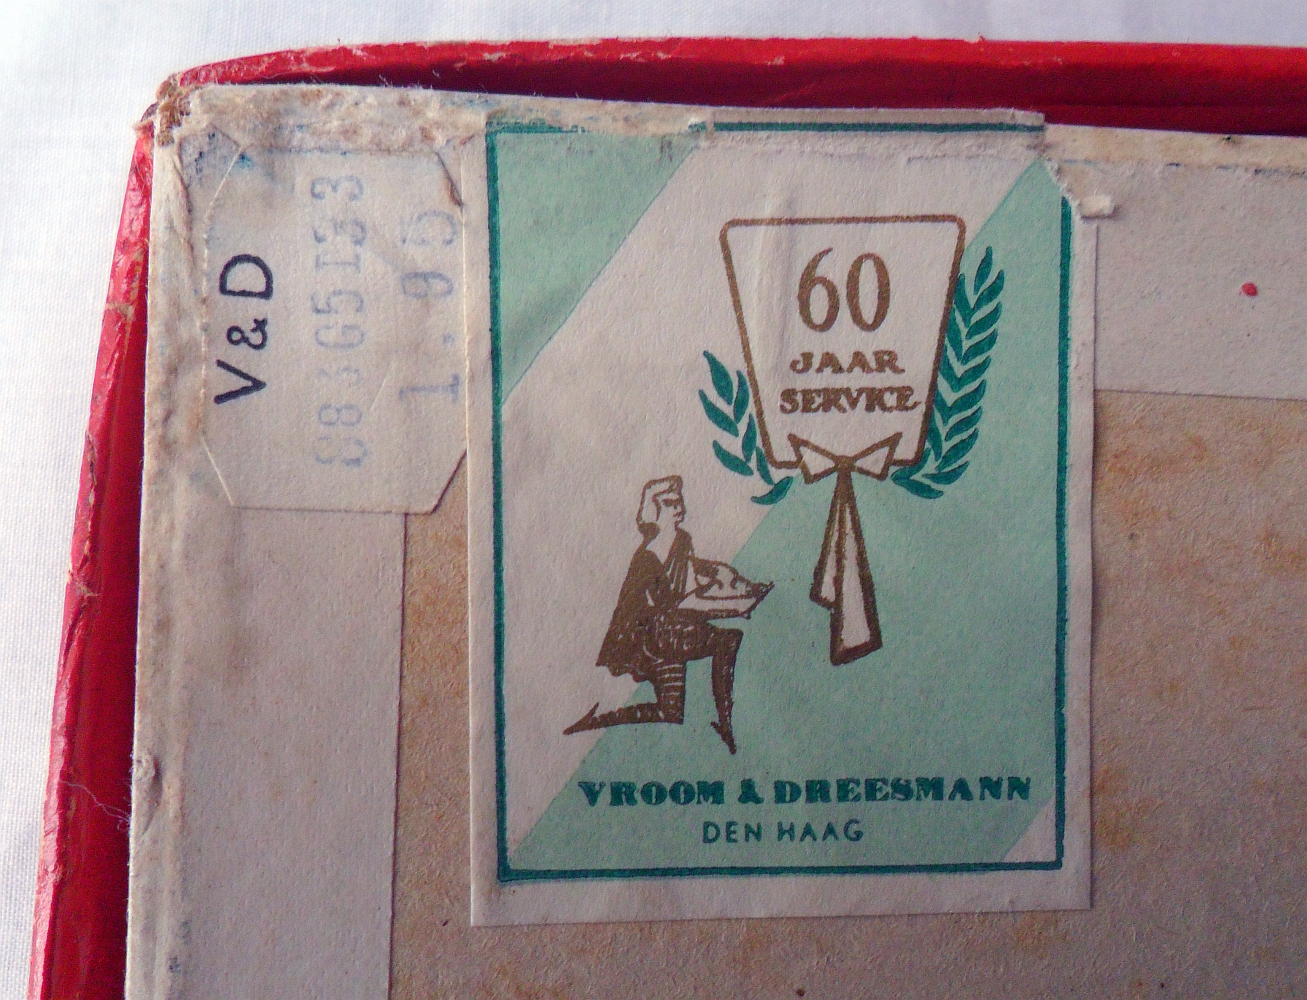 V&D
1.95
60
JAAR
SERVICE
VROOM & DREESMANN
DEN HAAG